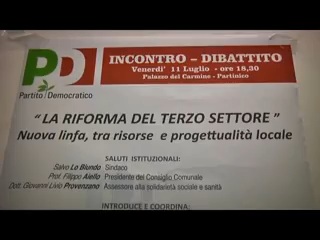 PD
Partito Democratico
INCONTRO – DIBATTITO
Venerdi' 11 Luglio - ore 18,30
Palazzo del Carmine - Partinico
“ LA RIFORMA DEL TERZO SETTORE ”
Nuova linfa, tra risorse e progettualità locale
SALUTI ISTITUZIONALI:
Salvo Lo Biundo Sindaco
Prof. Filippo Aiello Presidente del Consiglio Comunale
Dott. Giovanni Livio Provenzano Assessore alla solidarietà sociale e sanità
INTRODUCE E COORDINA: